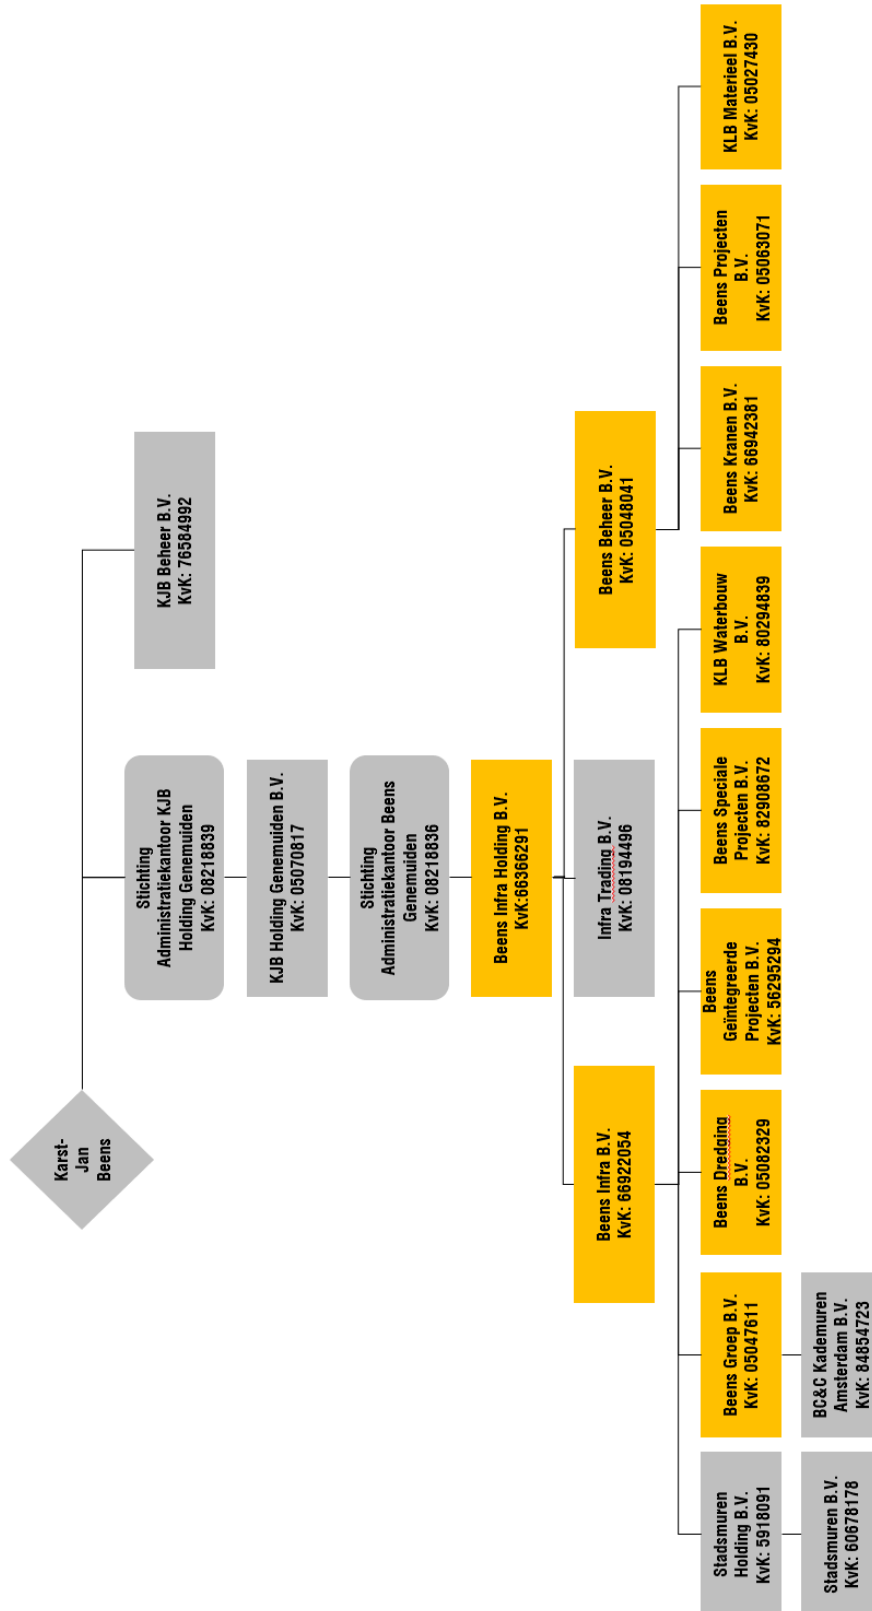 Karst-
Jan
Beens
Stichting
Administratiekantoor KJB
Holding Genemuiden
KvK: 08218839
KJB Beheer B.V.
KvK: 76584992
KJB Holding Genemuiden B.V.
KvK: 05070817
Stichting
Administratiekantoor Beens
Genemuiden
KvK: 08218836
Beens Infra Holding B.V.
KvK:66366291
Beens Infra B.V.
KvK: 66922054
Infra Trading B.V.
KvK: 08194496
Beens Beheer B.V.
KvK: 05048041
Stadsmuren
Holding B.V.
KvK: 5918091
Beens Groep B.V.
KvK: 05047611
Beens Dredging
B.V.
KvK: 05082329
Beens
Geïntegreerde
Projecten B.V.
KvK: 56295294
Beens Speciale
Projecten B.V.
KvK: 82908672
KLB Waterbouw
B.V.
KvK: 80294839
Beens Kranen B.V.
KvK: 66942381
Beens Projecten
B.V.
KvK: 05063071
KLB Materieel B.V.
KvK: 05027430
Stadsmuren B.V.
KvK: 60678178
BC&C Kademuren
Amsterdam B.V.
KvK: 84854723